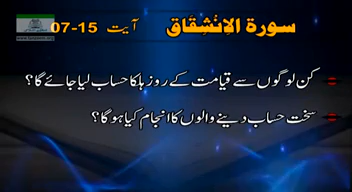 سورة الانشقاق آیت 15-07
کن لوگوں سے قیامت کے روز ہلکا حساب لیا جائے گا؟
سخت حساب دینے والوں کا انجام کیا ہو گا؟